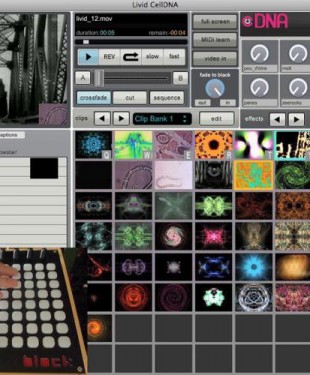 Livid CellDNA
livid_12.mov
duration: 00:05
remain: -00:04
REV
slow
fast
A
B
crossfade
cut
sequence
full screen
MIDI learn
video in
fade to black
out
in
DNA
clips
Clip Bank 1
edit
effects
Q
W
E
R
T
block